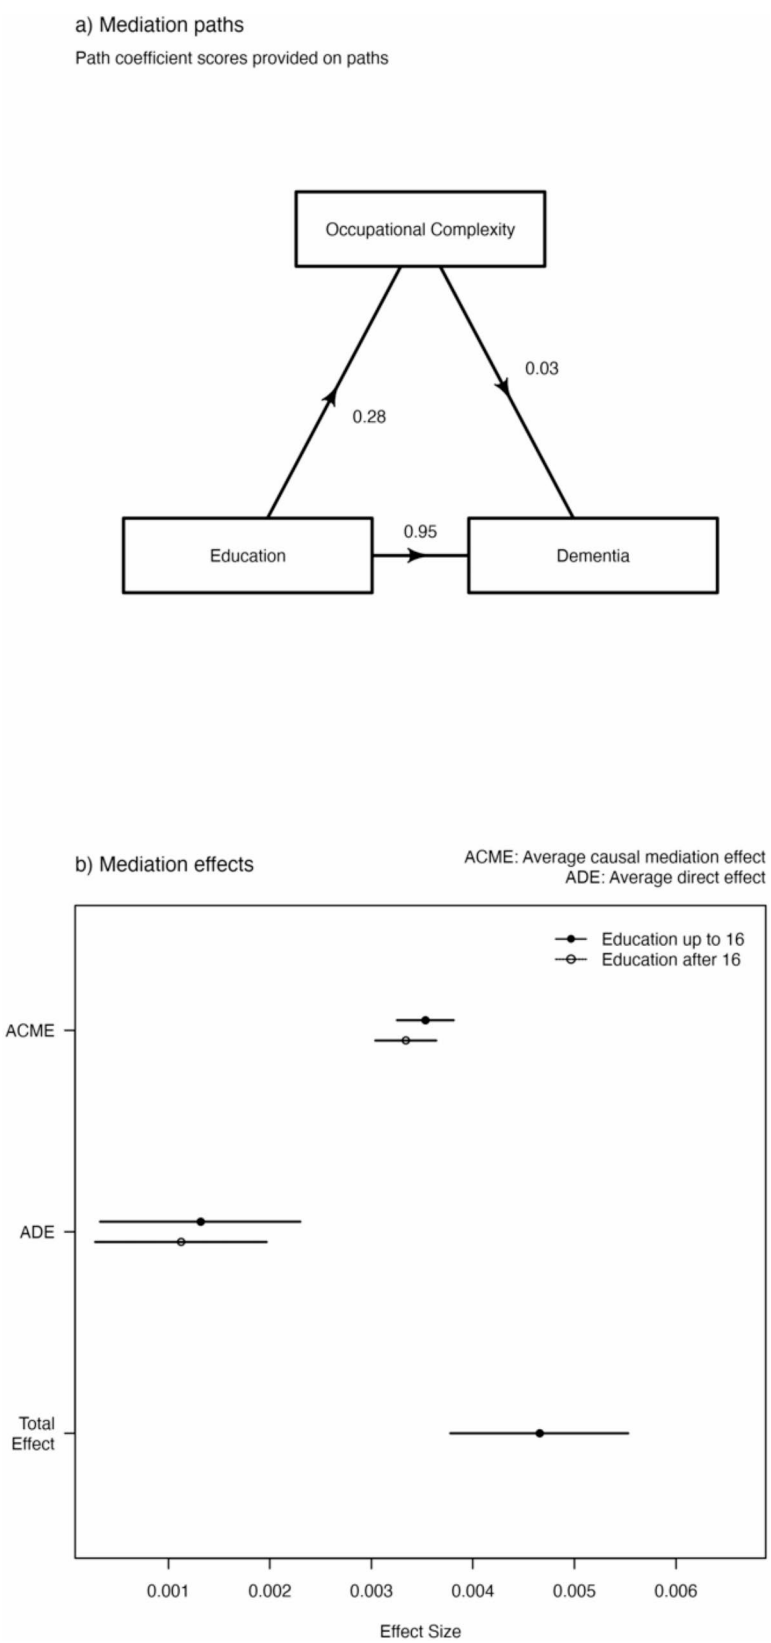 a) Mediation paths
Path coefficient scores provided on paths
Occupational Complexity
0.03
0.28
0.95
Education
Dementia
b) Mediation effects
ACME: Average causal mediation effect
ADE: Average direct effect
Education up to 16
Education after 16
ACME
ADE
Total
Effect
0.001 0.002 0.003 0.004 0.005 0.006
Effect Size